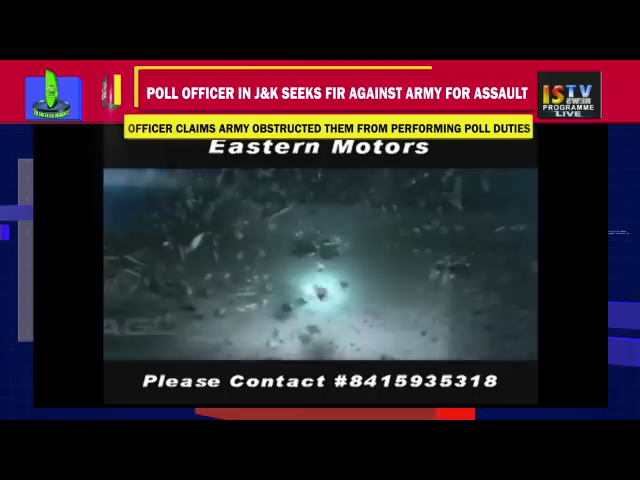 POLL OFFICER IN J&K SEEKS FIR AGAINST ARMY FOR ASSAULT
ISTV
PROGRAMME
LIVE
OFFICER CLAIMS ARMY OBSTRUCTED THEM FROM PERFORMING POLL DUTIES
Eastern Motors
Please Contact #8415935318